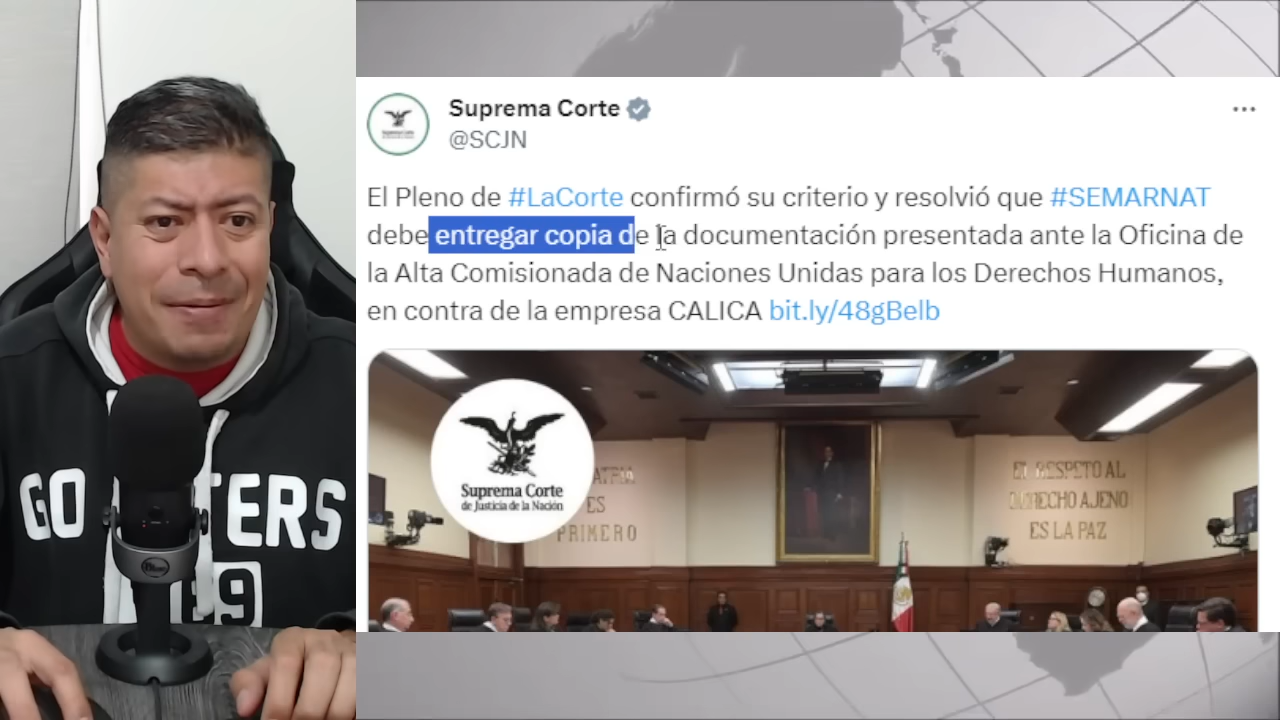 Suprema Corte
@SCJN
El Pleno de #LaCorte confirmó su criterio y resolvió que #SEMARNAT
debe entregar copia de la documentación presentada ante la Oficina de
la Alta Comisionada de Naciones Unidas para los Derechos Humanos,
en contra de la empresa CALICA bit.ly/48gBelb
Suprema Corte
de Justicia de la Nación
ES
PRIMERO
EL RESPETO AL
DERECHO AJENO
ES LA PAZ
GO
TERS